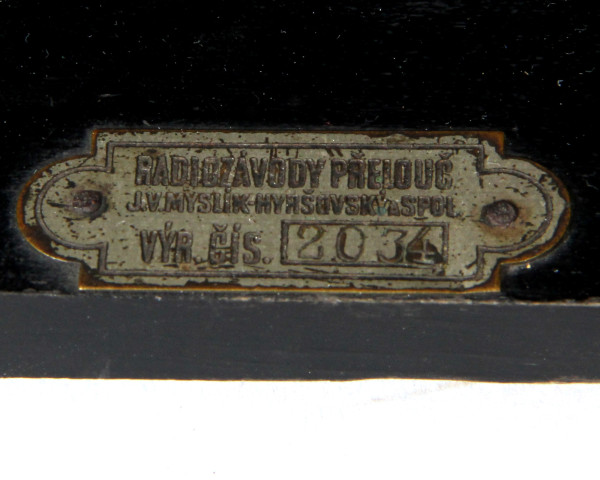 RADIOZÁVODY PŘELOUČ
J.V.MYSLÍK-HYRŠOVSKÝ A SPOL.
VÝR. ČÍS. 2034